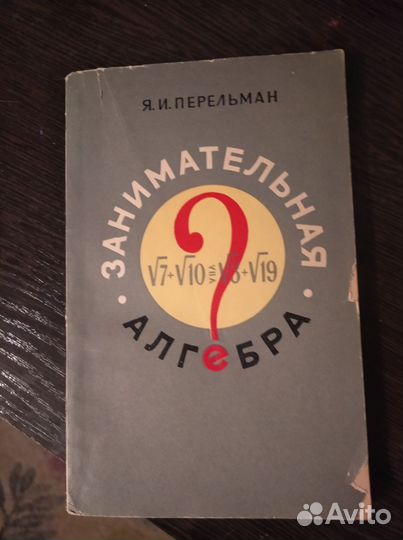 Я.И.ПЕРЕЛЬМАН
ЗАНИМАТЕЛЬНАЯ
√7+√10 √3+√19
АЛГЕБРА
Avito